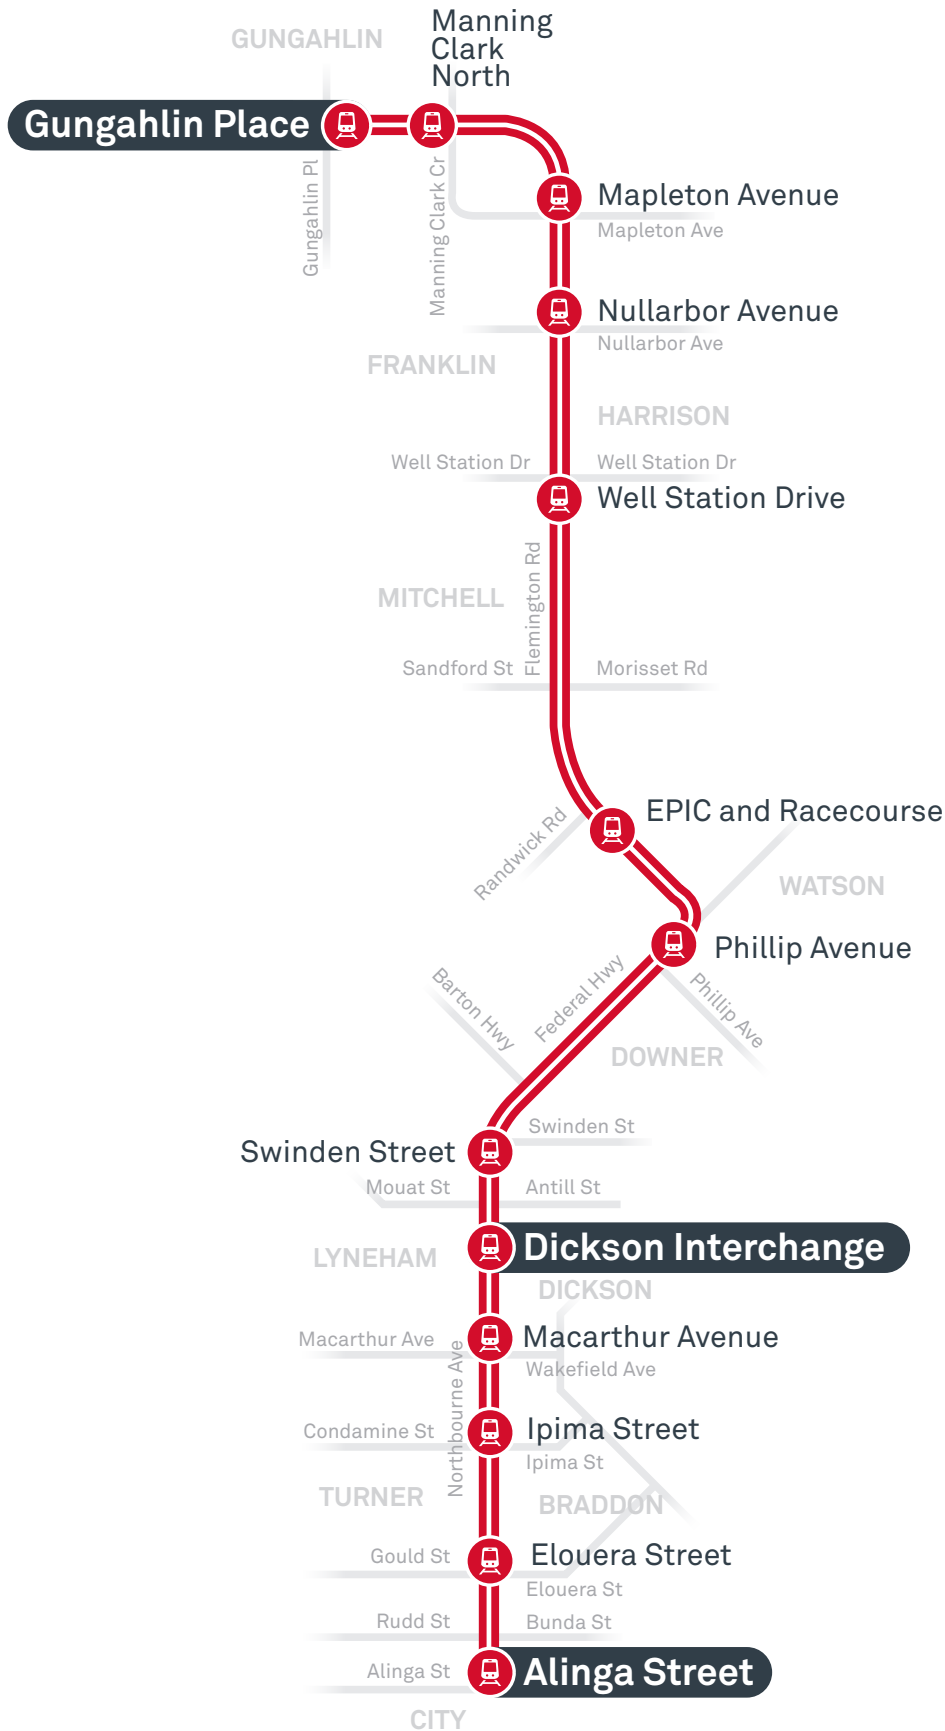 GUNGAHLIN
Manning
Clark
North
Gungahlin Place
Gungahlin Pl
Manning Clark Cr
Mapleton Avenue
Mapleton Ave
Nullarbor Avenue
Nullarbor Ave
FRANKLIN
HARRISON
Well Station Dr
Well Station Dr
Well Station Drive
Flemington Rd
MITCHELL
Sandford St
Morisset Rd
EPIC and Racecourse
Randwick Rd
WATSON
Phillip Avenue
Federal Hwy
Barton Hwy
Phillip Ave
DOWNER
Swinden St
Swinden Street
Mouat St
Antill St
Dickson Interchange
LYNEHAM
DICKSON
Macarthur Ave
Macarthur Avenue
Wakefield Ave
Northbourne Ave
Condamine St
Ipima Street
Ipima St
TURNER
BRADDON
Gould St
Elouera Street
Elouera St
Rudd St
Bunda St
Alinga St
Alinga Street
CITY